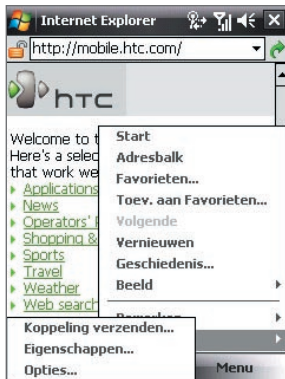 Internet Explorer
http://mobile.htc.com/
hTC
Welcome to
Here's a selec
that work we
Applications
News
Operators'
Shopping &
Sports
Travel
Weather
Web search
Start
Adresbalk
Favorieten...
Toev. aan Favorieten...
Volgende
Vernieuwen
Geschiedenis...
Beeld
Koppeling verzenden...
Eigenschappen...
Opties...
Menu